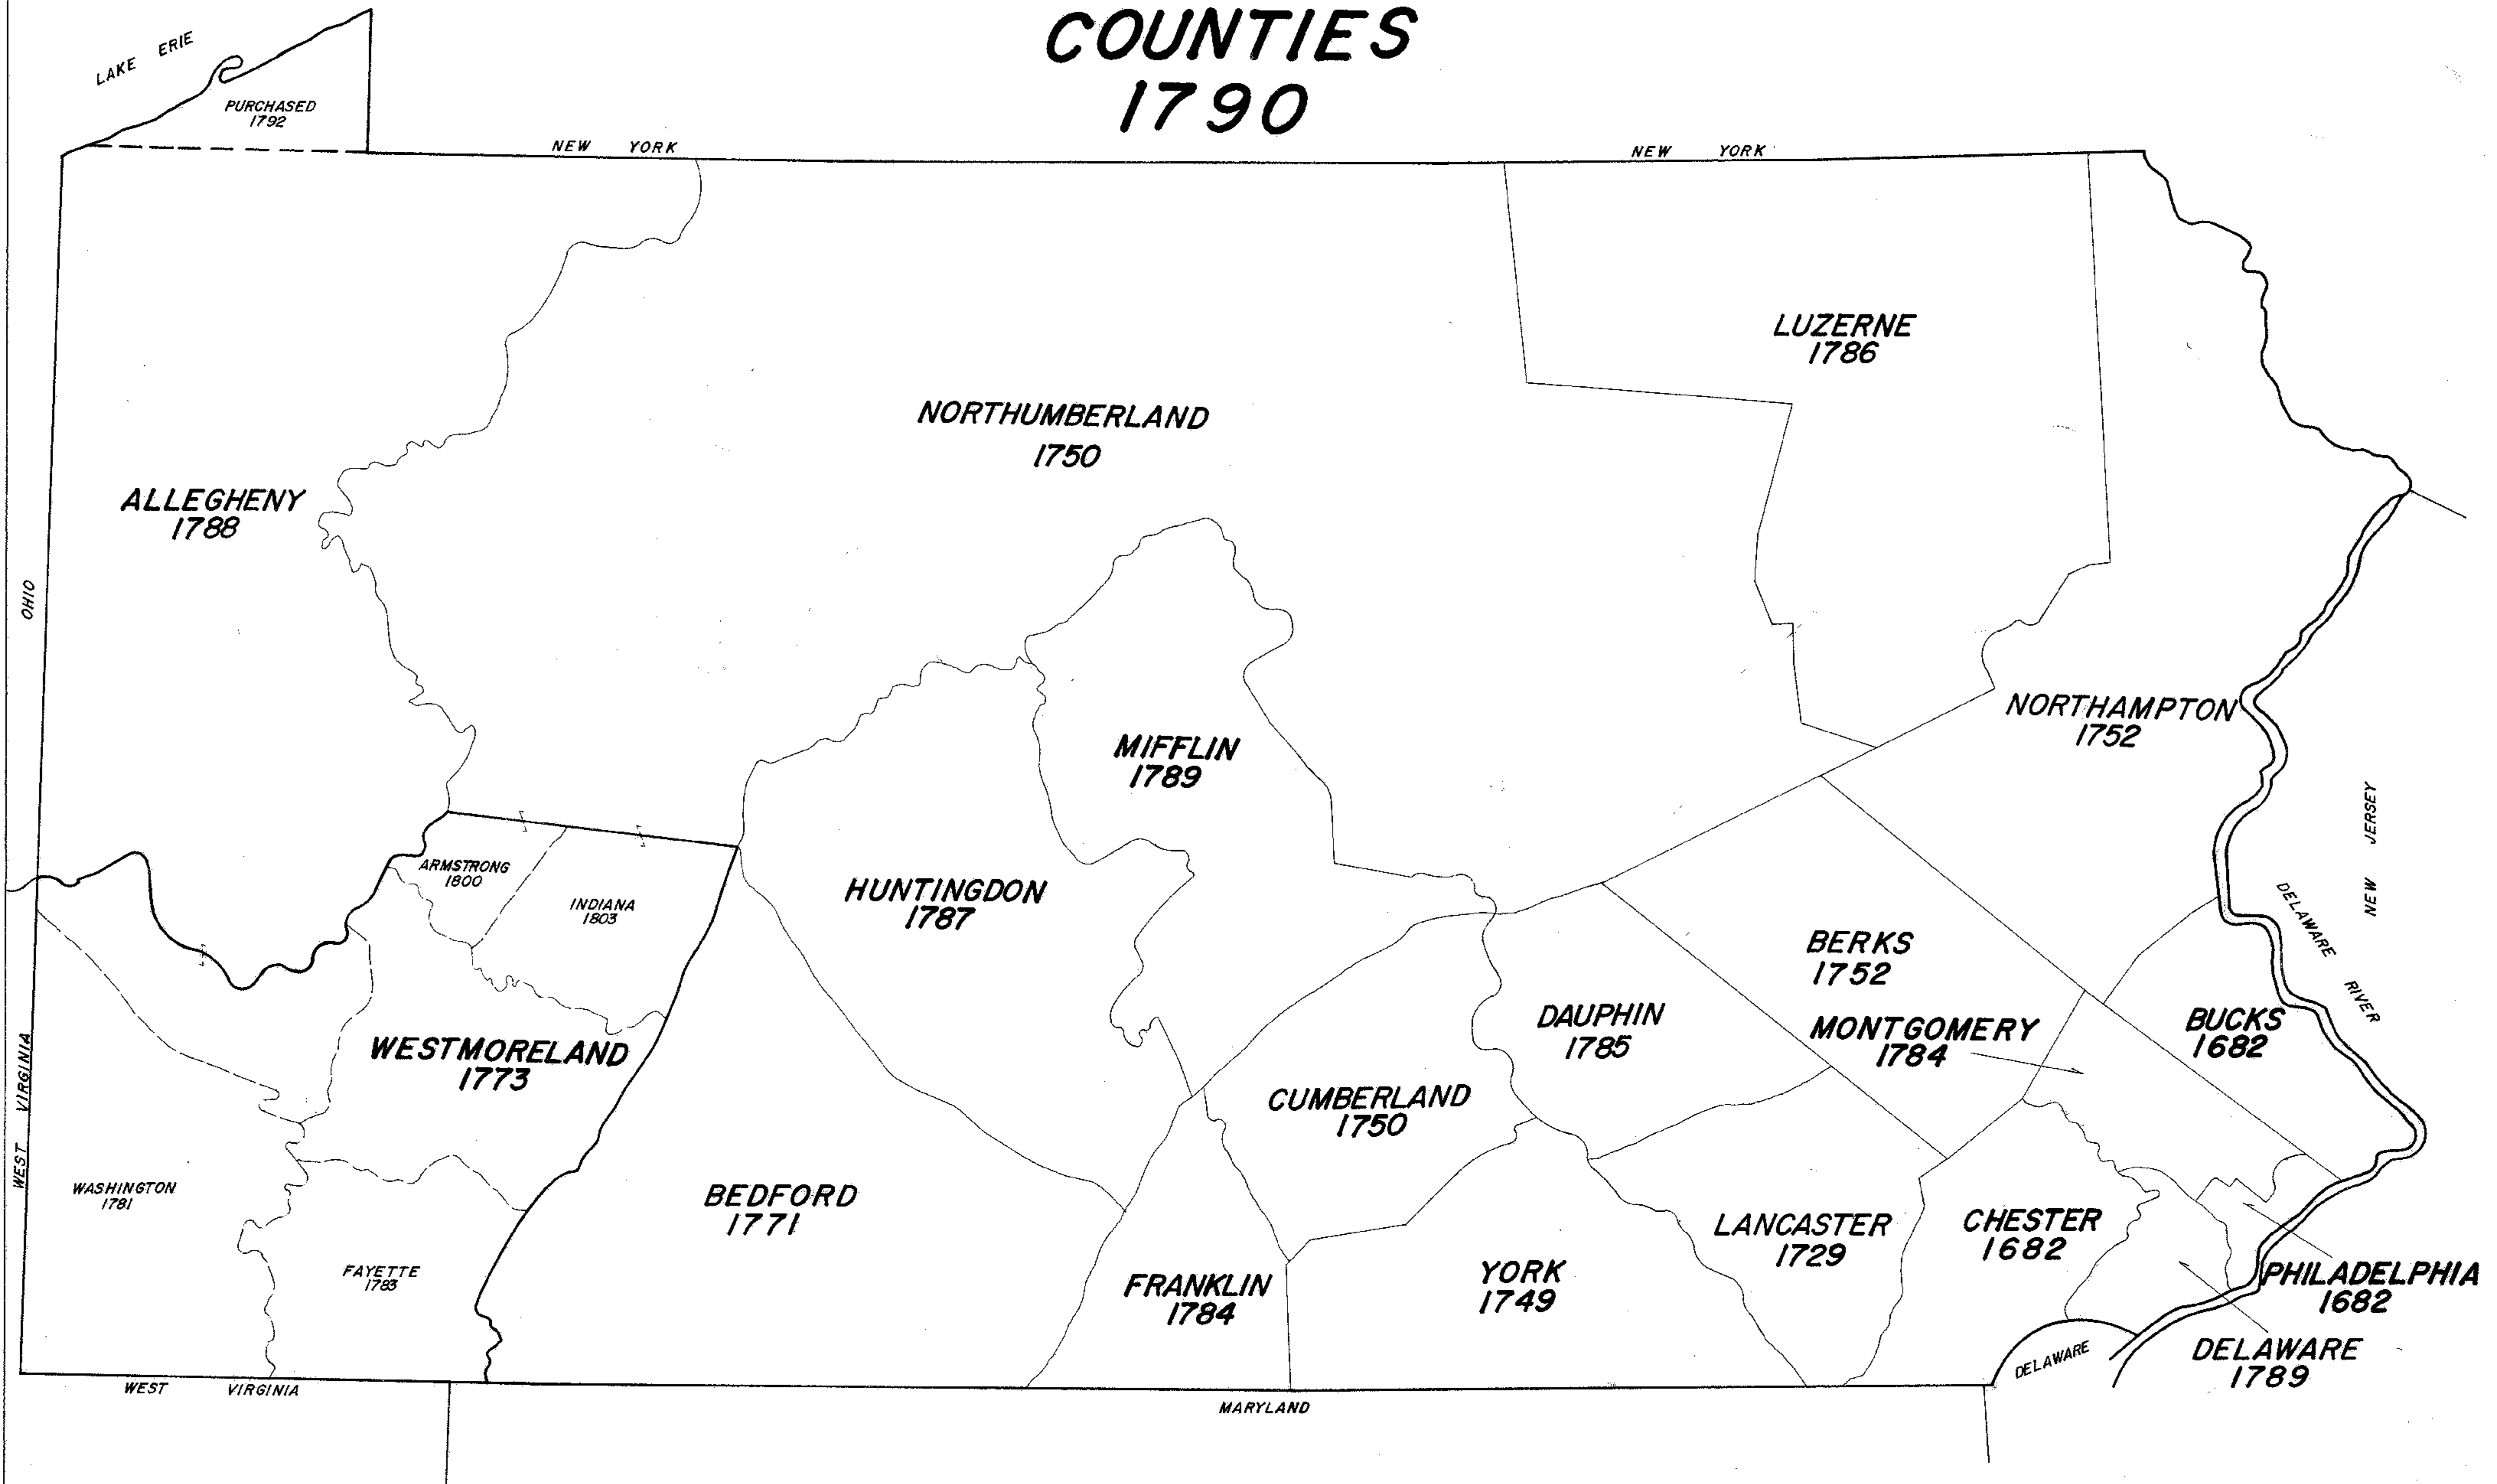 COUNTIES
1790
LAKE ERIE
PURCHASED
1792
NEW YORK
NEW YORK
LUZERNE
1786
NORTHUMBERLAND
1750
ALLEGHENY
1788
OHIO
NORTHAMPTON
1752
MIFFLIN
1789
NEW JERSEY
ARMSTRONG
1800
INDIANA
1803
HUNTINGDON
1787
DELAWARE RIVER
BERKS
1752
DAUPHIN
1785
MONTGOMERY
1784
BUCKS
1682
WESTMORELAND
1773
WEST VIRGINIA
CUMBERLAND
1750
WASHINGTON
1781
BEDFORD
1771
LANCASTER
1729
CHESTER
1682
FAYETTE
1783
FRANKLIN
1784
YORK
1749
PHILADELPHIA
1682
DELAWARE
DELAWARE
1789
WEST VIRGINIA
MARYLAND